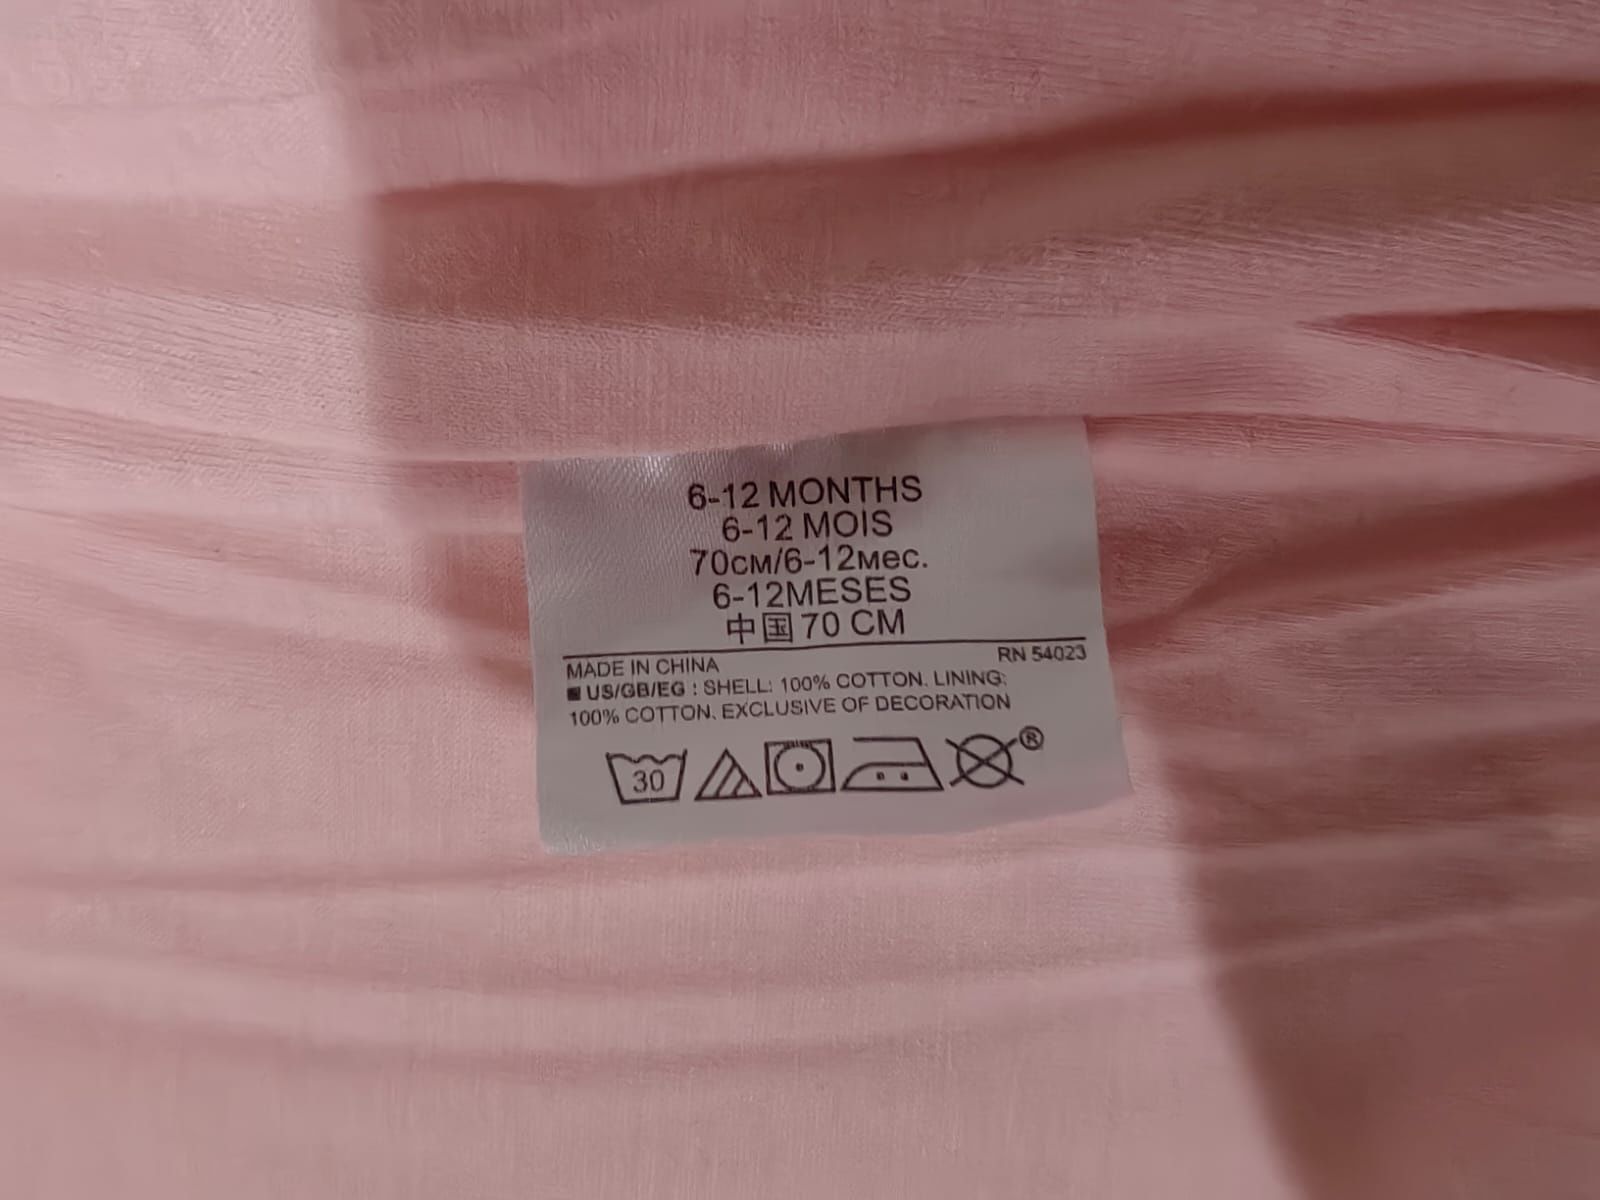 6-12 MONTHS
6-12 MOIS
70см/6-12мес.
6-12MESES
中国 70 CM
MADE IN CHINA RN 54023
■ US/GB/EG : SHELL: 100% COTTON. LINING:
100% COTTON. EXCLUSIVE OF DECORATION
30 ®